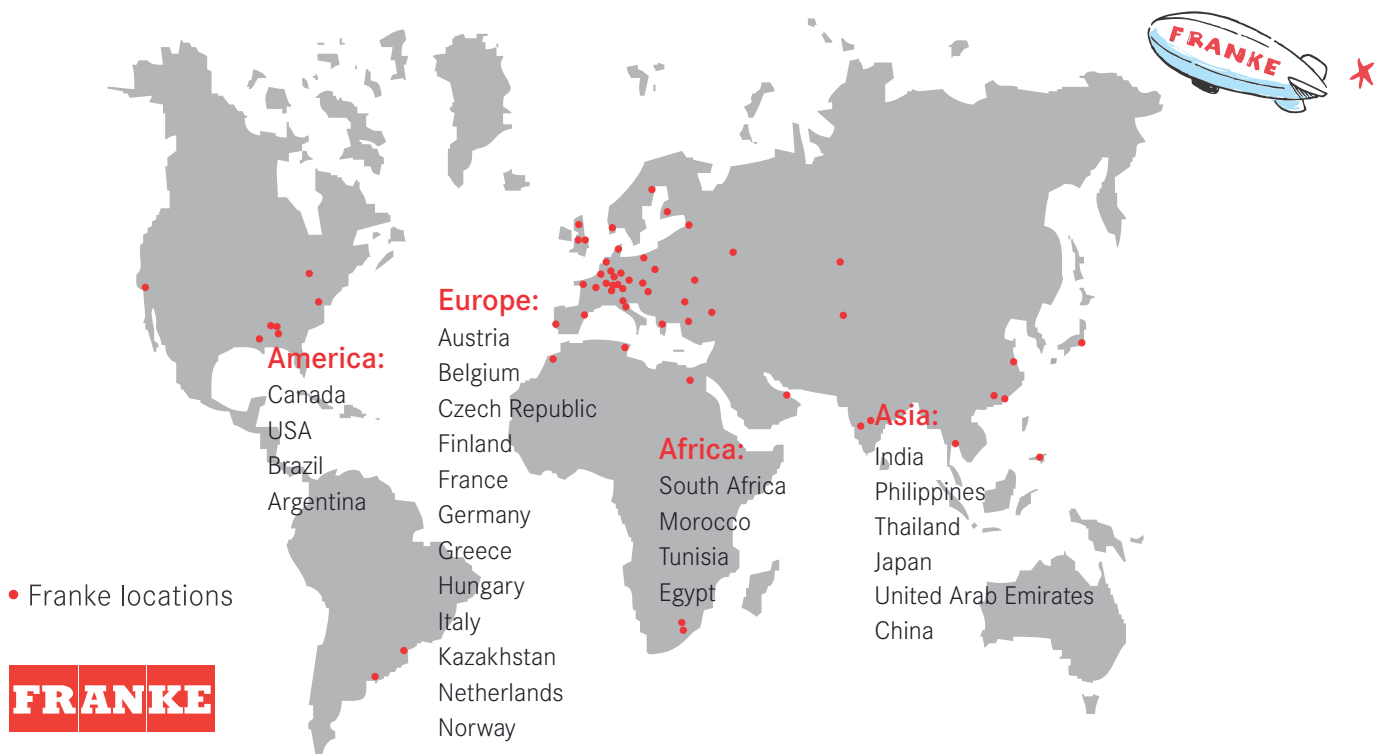 FRANKE
America:
Canada
USA
Brazil
Argentina
Europe:
Austria
Belgium
Czech Republic
Finland
France
Germany
Greece
Hungary
Italy
Kazakhstan
Netherlands
Norway
Africa:
South Africa
Morocco
Tunisia
Egypt
Asia:
India
Philippines
Thailand
Japan
United Arab Emirates
China
Franke locations
FRANKE